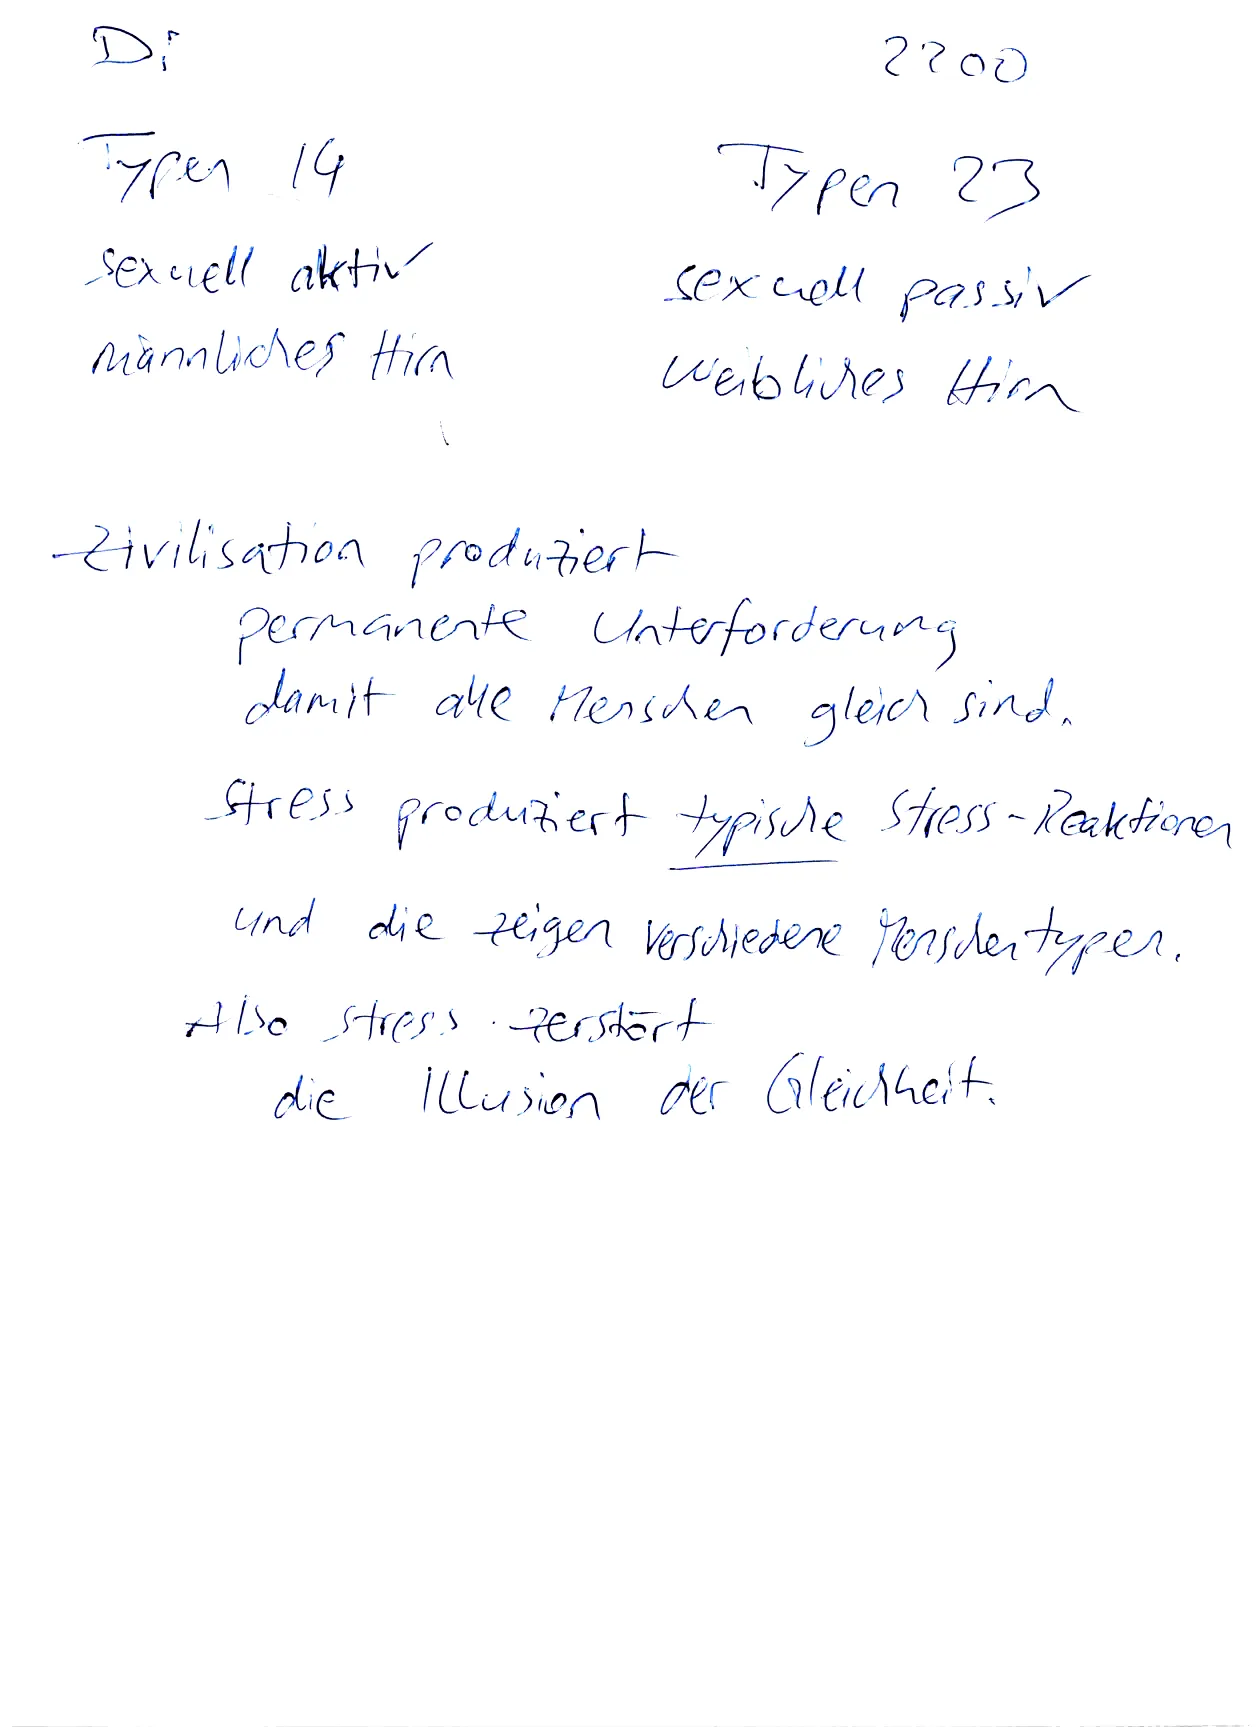 Di 2200
Typen 14
sexuell aktiv
männliches Hirn
Typen 23
sexuell passiv
weibliches Hirn
Zivilisation produziert
permanente Unterforderung
damit alle Menschen gleich sind.
Stress produziert typische Stress-Reaktionen
und die zeigen verschiedene Menschentypen.
Also stress zerstört
die Illusion der Gleichheit.